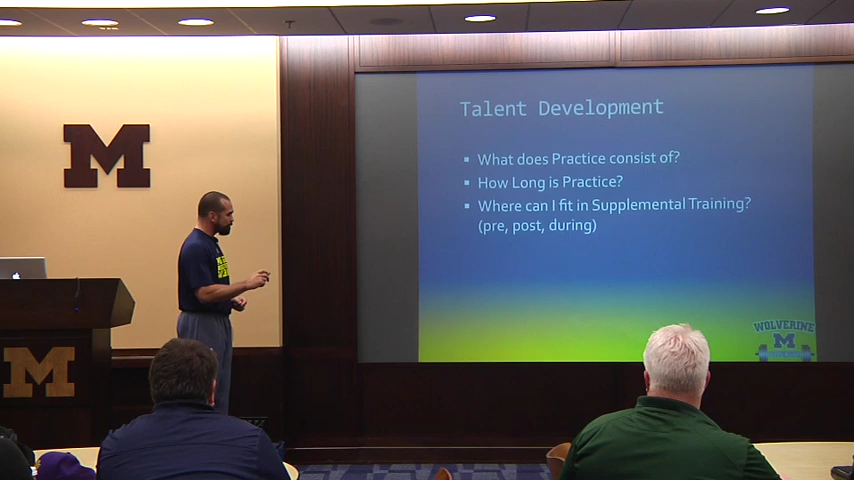 M
Talent Development
▪ What does Practice consist of?
▪ How Long is Practice?
▪ Where can I fit in Supplemental Training?
(pre, post, during)
WOLVERINE
M
M